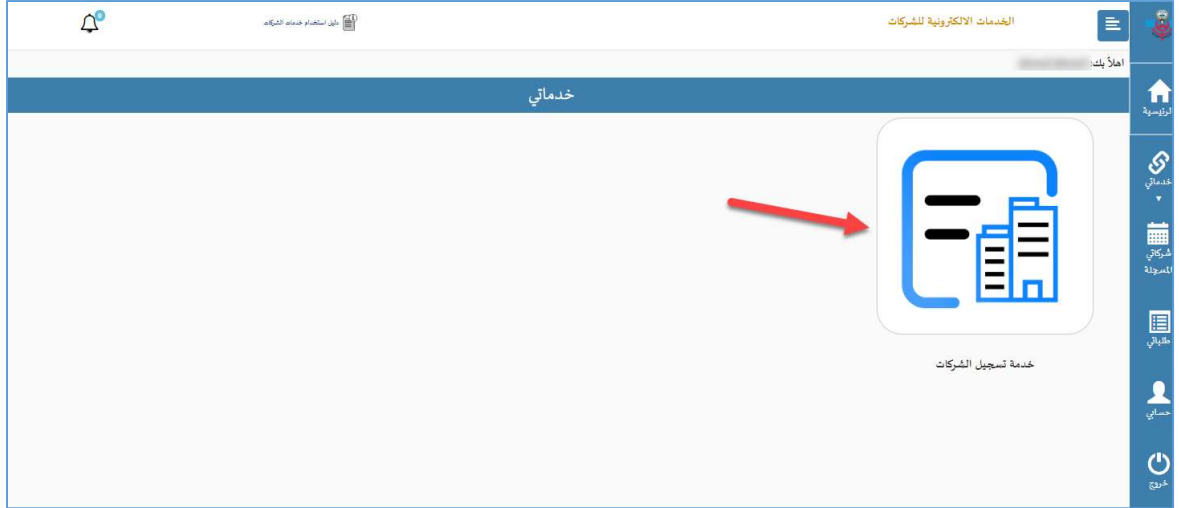 الخدمات الالكترونية للشركات
دليل استخدام خدمات الشركات
0
اهلاً بك:
خدماتي
خدمة تسجيل الشركات
الرئيسية
خدماتي
شركاتي
المسجلة
طلباتي
حسابي
خروج